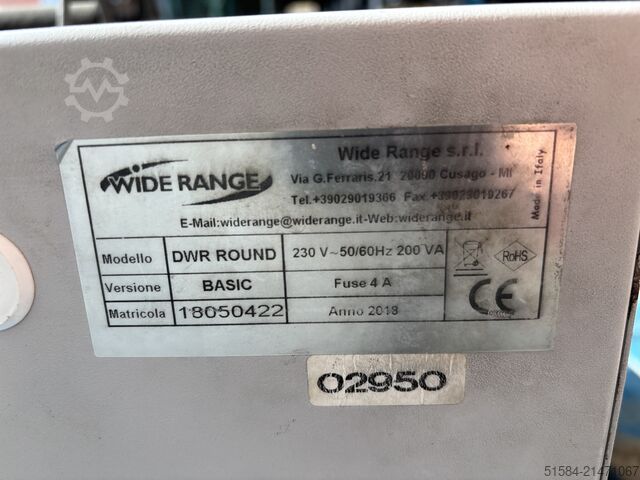 WIDE RANGE
Wide Range s.r.l.
Via G.Ferraris.21 20090 Cusago - MI
Tel.+39029019366 Fax.+39029019267
E-Mail:widerange@widerange.it-Web:widerange.it
Made in Italy
Modello DWR ROUND 230 V~50/60Hz 200 VA
Versione BASIC Fuse 4 A
Matricola 18050422 Anno 2018
RoHS
CE
02950
51584-21471067